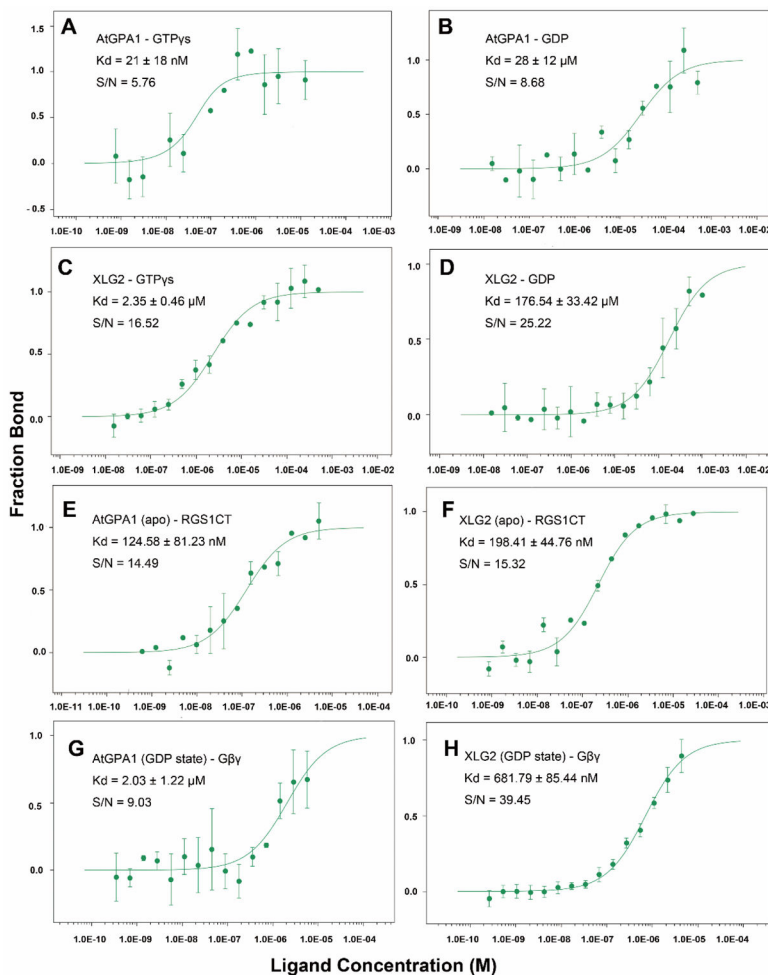 A
AtGPA1 - GTPγs
Kd = 21 ± 18 nM
S/N = 5.76
1.5
1.0
0.5
0.0
- 0.5
1.0E-10 1.0E-09 1.0E-08 1.0E-07 1.0E-06 1.0E-05 1.0E-04 1.0E-03
B
AtGPA1 - GDP
Kd = 28 ± 12 µM
S/N = 8.68
1.0
0.5
0.0
1.0E-09 1.0E-08 1.0E-07 1.0E-06 1.0E-05 1.0E-04 1.0E-03 1.0E-02
C
XLG2 - GTPγs
Kd = 2.35 ± 0.46 µM
S/N = 16.52
1.0
0.5
0.0
1.0E-09 1.0E-08 1.0E-07 1.0E-06 1.0E-05 1.0E-04 1.0E-03 1.0E-02
D
XLG2 - GDP
Kd = 176.54 ± 33.42 µM
S/N = 25.22
1.0
0.5
0.0
1.0E-09 1.0E-08 1.0E-07 1.0E-06 1.0E-05 1.0E-04 1.0E-03 1.0E-02
E
AtGPA1 (apo) - RGS1CT
Kd = 124.58 ± 81.23 nM
S/N = 14.49
1.0
0.5
0.0
1.0E-11 1.0E-10 1.0E-09 1.0E-08 1.0E-07 1.0E-06 1.0E-05 1.0E-04
F
XLG2 (apo) - RGS1CT
Kd = 198.41 ± 44.76 nM
S/N = 15.32
1.0
0.5
0.0
1.0E-10 1.0E-09 1.0E-08 1.0E-07 1.0E-06 1.0E-05 1.0E-04 1.0E-03
G
AtGPA1 (GDP state) - Gβγ
Kd = 2.03 ± 1.22 µM
S/N = 9.03
1.0
0.5
0.0
1.0E-10 1.0E-09 1.0E-08 1.0E-07 1.0E-06 1.0E-05 1.0E-04
H
XLG2 (GDP state) - Gβγ
Kd = 681.79 ± 85.44 nM
S/N = 39.45
1.0
0.5
0.0
1.0E-10 1.0E-09 1.0E-08 1.0E-07 1.0E-06 1.0E-05 1.0E-04
Fraction Bond
Ligand Concentration (M)